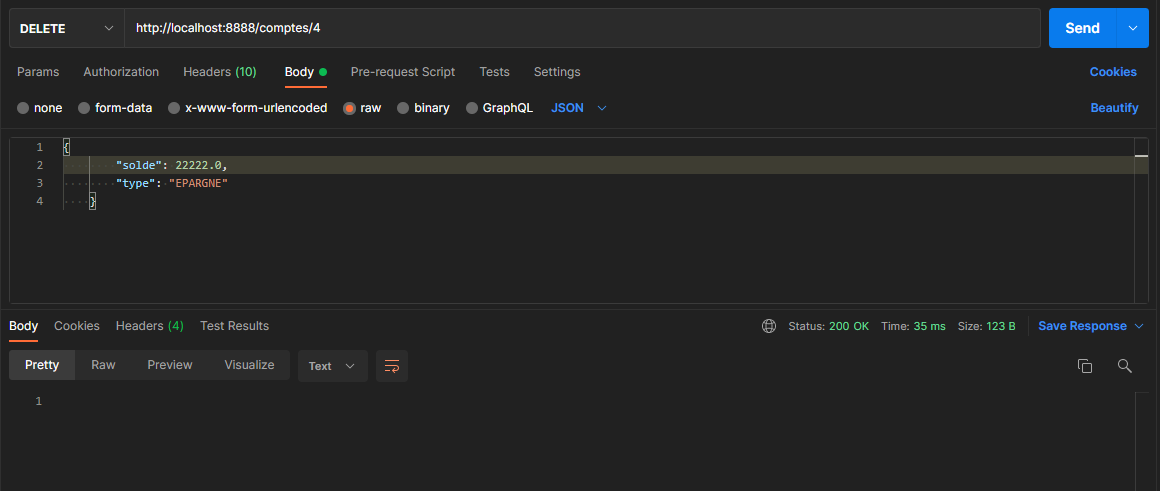 DELETE http://localhost:8888/comptes/4 Send
Params Authorization Headers (10) Body Pre-request Script Tests Settings Cookies
none form-data x-www-form-urlencoded raw binary GraphQL JSON Beautify
1 {
2 "solde": 22222.0,
3 "type": "EPARGNE"
4 }
Body Cookies Headers (4) Test Results Status: 200 OK Time: 35 ms Size: 123 B Save Response
Pretty Raw Preview Visualize Text
1